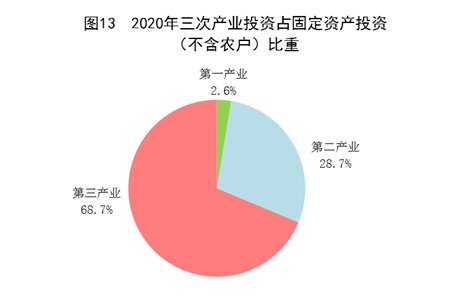 图13　2020年三次产业投资占固定资产投资
（不含农户）比重
第一产业
2.6%
第二产业
28.7%
第三产业
68.7%